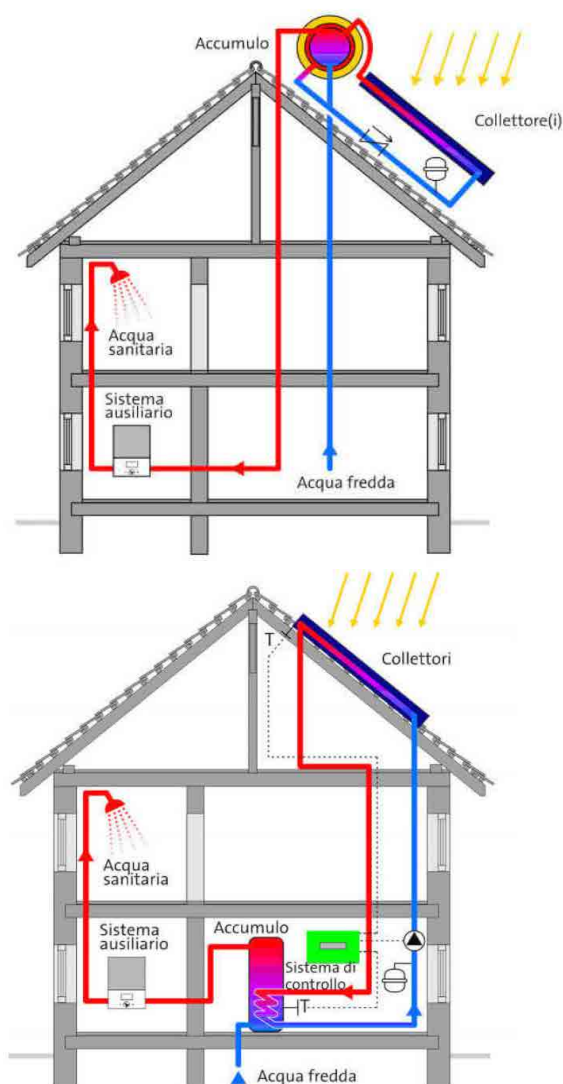 Accumulo
Collettore(i)
Acqua
sanitaria
Sistema
ausiliario
Acqua fredda
T
Collettori
Acqua
sanitaria
Sistema
ausiliario
Accumulo
Sistema di
controllo
T
Acqua fredda